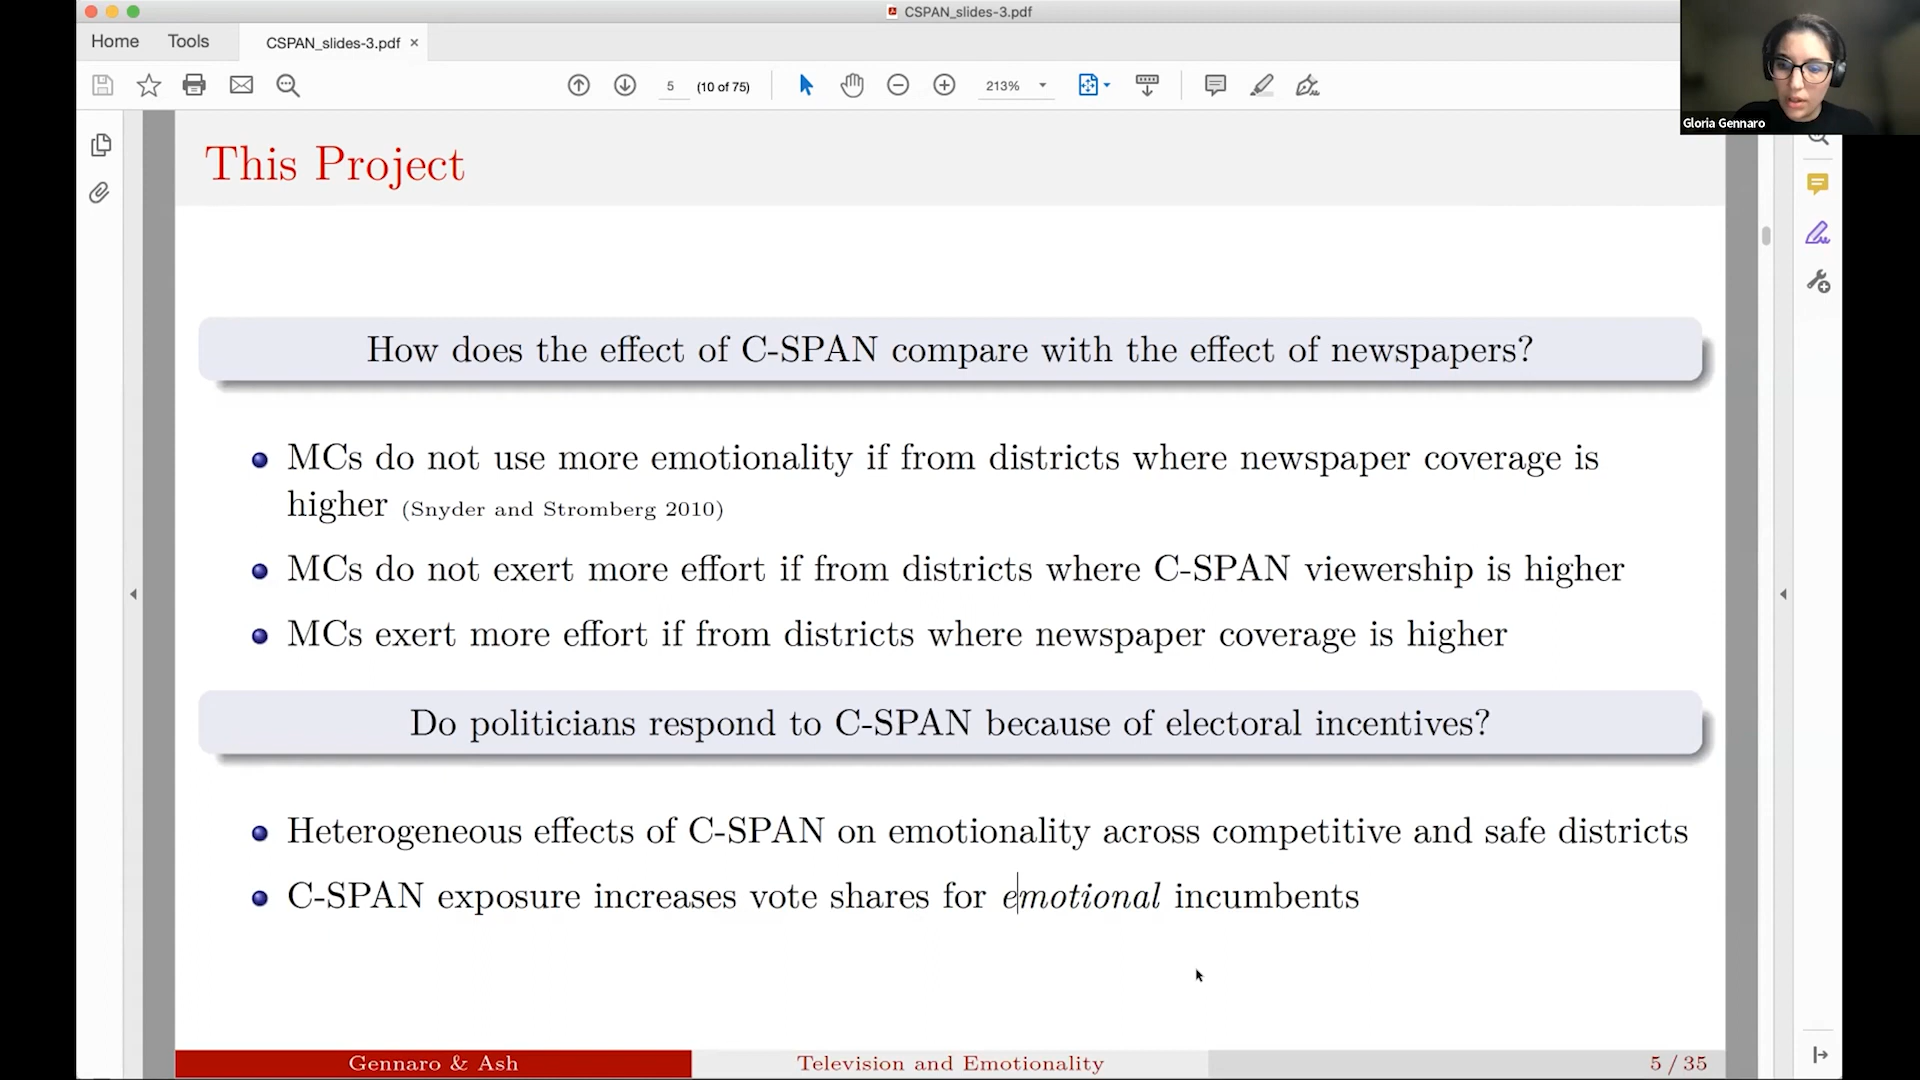 CSPAN_slides-3.pdf
Home
Tools
CSPAN_slides-3.pdf ×
5
(10 of 75)
213%
Gloria Gennaro
This Project
How does the effect of C-SPAN compare with the effect of newspapers?
MCs do not use more emotionality if from districts where newspaper coverage is
higher (Snyder and Stromberg 2010)
MCs do not exert more effort if from districts where C-SPAN viewership is higher
MCs exert more effort if from districts where newspaper coverage is higher
Do politicians respond to C-SPAN because of electoral incentives?
Heterogeneous effects of C-SPAN on emotionality across competitive and safe districts
C-SPAN exposure increases vote shares for emotional incumbents
Gennaro & Ash
Television and Emotionality
5 / 35